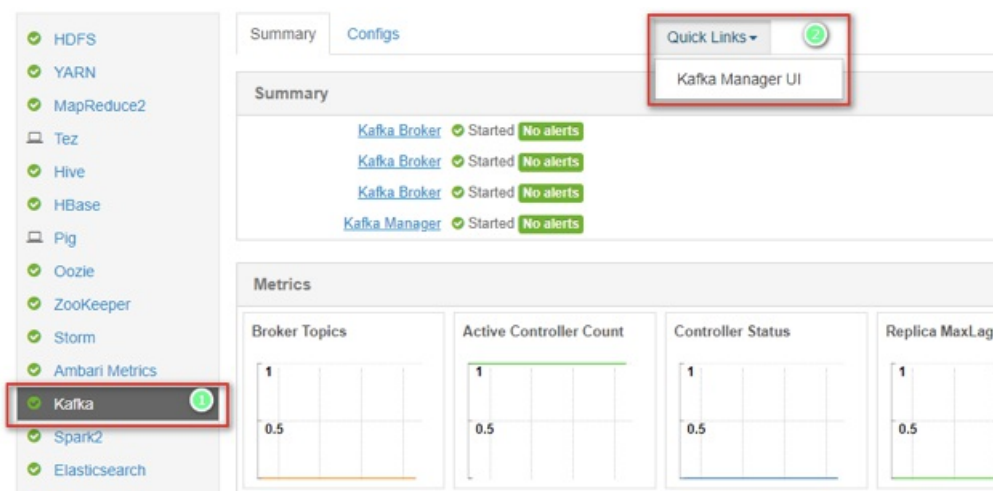 HDFS
YARN
MapReduce2
Tez
Hive
HBase
Pig
Oozie
ZooKeeper
Storm
Ambari Metrics
Kafka 1
Spark2
Elasticsearch
Summary Configs Quick Links 2
Kafka Manager UI
Summary
Kafka Broker Started No alerts
Kafka Broker Started No alerts
Kafka Broker Started No alerts
Kafka Manager Started No alerts
Metrics
Broker Topics Active Controller Count Controller Status Replica MaxLag
1 1 1 1
0.5 0.5 0.5 0.5